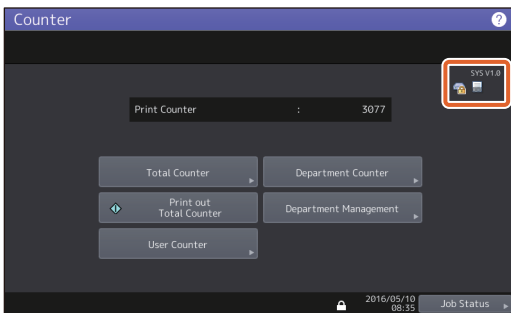 Counter
?
SYS V1.0
Print Counter : 3077
Total Counter
Department Counter
Print out
Total Counter
Department Management
User Counter
2016/05/10
08:35
Job Status